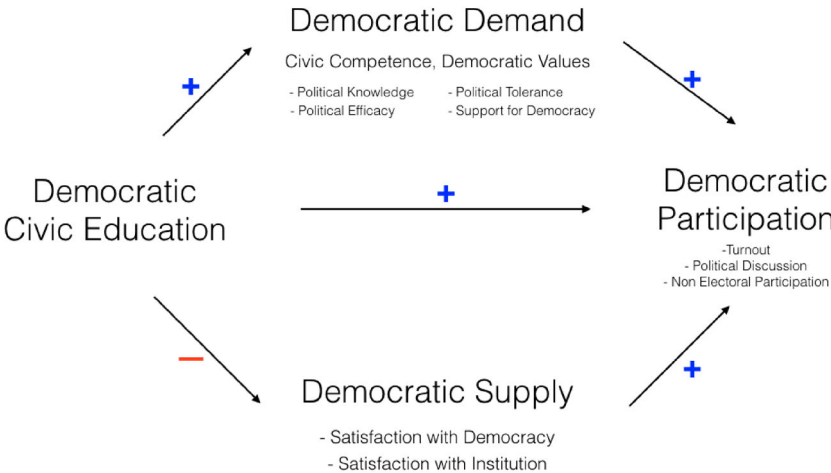 Democratic Demand
Civic Competence, Democratic Values
- Political Knowledge
- Political Efficacy
- Political Tolerance
- Support for Democracy
+
+
Democratic
Civic Education
+
Democratic
Participation
-Turnout
- Political Discussion
- Non Electoral Participation
–
+
Democratic Supply
- Satisfaction with Democracy
- Satisfaction with Institution